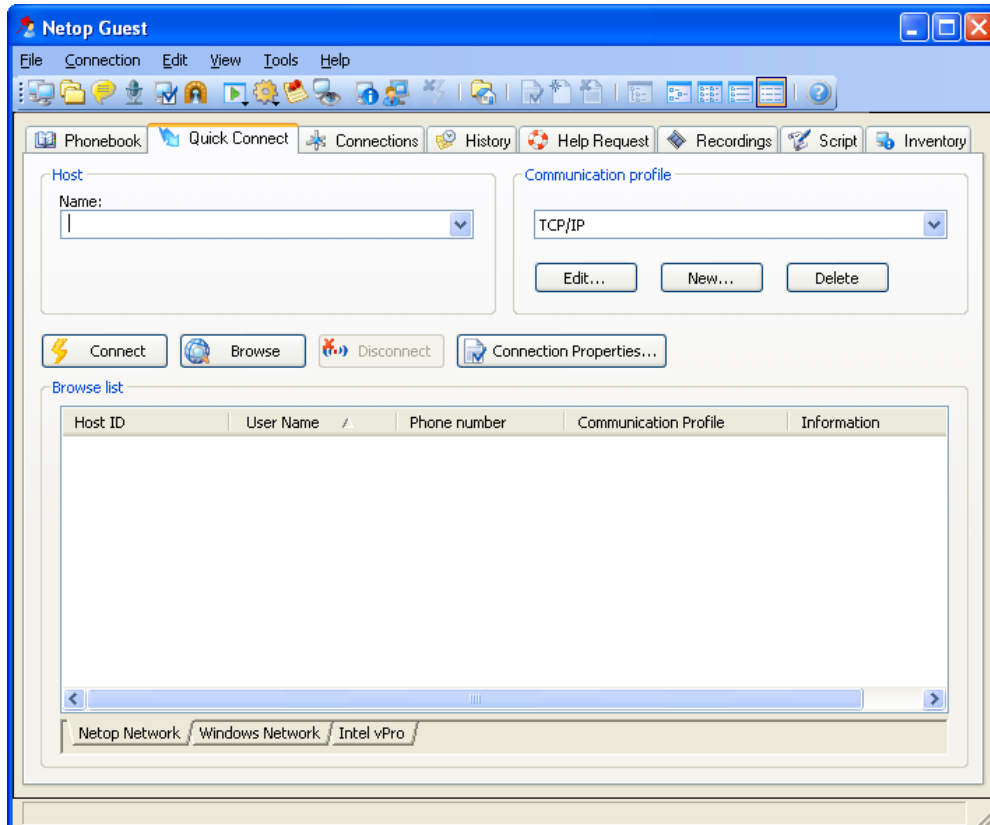 Netop Guest
File Connection Edit View Tools Help
Phonebook Quick Connect Connections History Help Request Recordings Script Inventory
Host
Name:
Communication profile
TCP/IP
Edit... New... Delete
Connect Browse Disconnect Connection Properties...
Browse list
Host ID User Name Phone number Communication Profile Information
Netop Network Windows Network Intel vPro